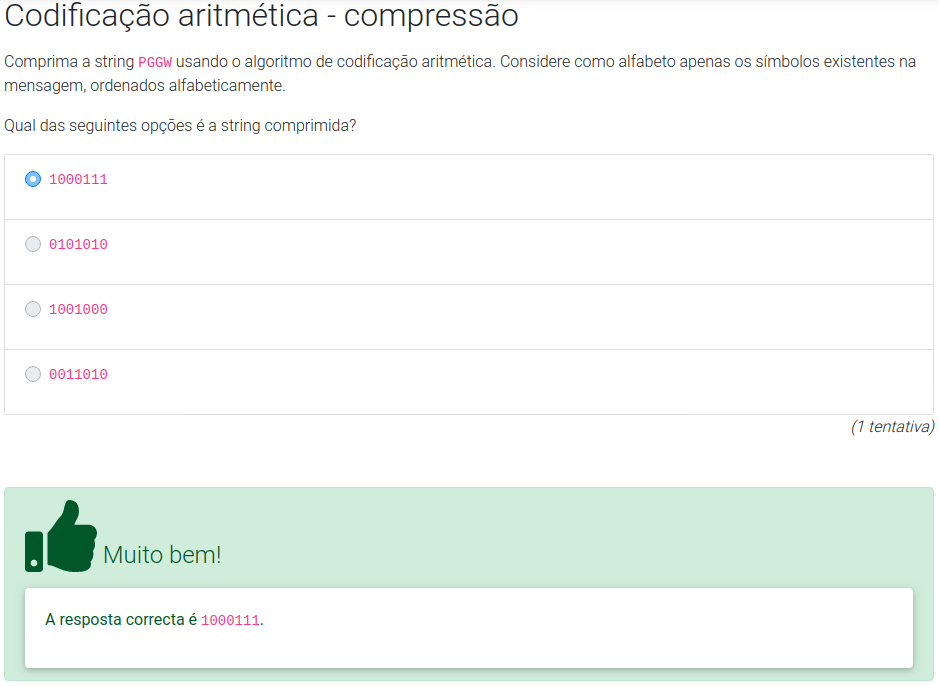 Codificação aritmética - compressão
Comprima a string PGGW usando o algoritmo de codificação aritmética. Considere como alfabeto apenas os símbolos existentes na
mensagem, ordenados alfabeticamente.
Qual das seguintes opções é a string comprimida?
1000111
0101010
1001000
0011010
(1 tentativa)
Muito bem!
A resposta correcta é 1000111.